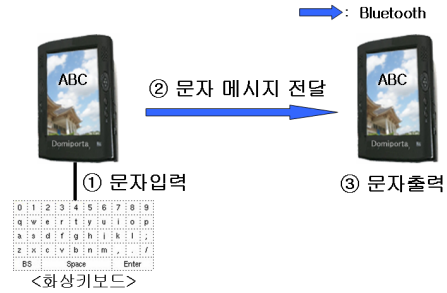 : Bluetooth
ABC
② 문자 메시지 전달
ABC
Domiporta
Domiporta
① 문자입력
③ 문자출력
0 1 2 3 4 5 6 7 8 9
q w e r t y u i o p
a s d f g h j k l ;
z x c v b n m , . /
BS Space Enter
<화상키보드>